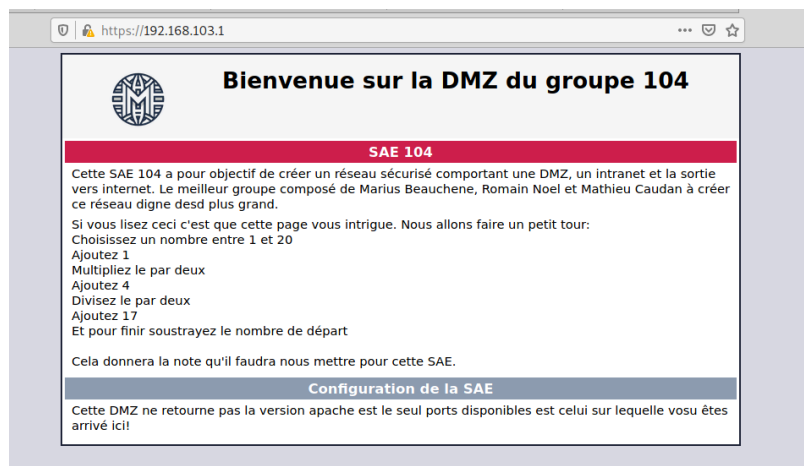 https://192.168.103.1
Bienvenue sur la DMZ du groupe 104
SAE 104
Cette SAE 104 a pour objectif de créer un réseau sécurisé comportant une DMZ, un intranet et la sortie
vers internet. Le meilleur groupe composé de Marius Beauchene, Romain Noel et Mathieu Caudan à créer
ce réseau digne desd plus grand.
Si vous lisez ceci c'est que cette page vous intrigue. Nous allons faire un petit tour:
Choisissez un nombre entre 1 et 20
Ajoutez 1
Multipliez le par deux
Ajoutez 4
Divisez le par deux
Ajoutez 17
Et pour finir soustrayez le nombre de départ
Cela donnera la note qu'il faudra nous mettre pour cette SAE.
Configuration de la SAE
Cette DMZ ne retourne pas la version apache est le seul ports disponibles est celui sur lequelle vosu êtes
arrivé ici!